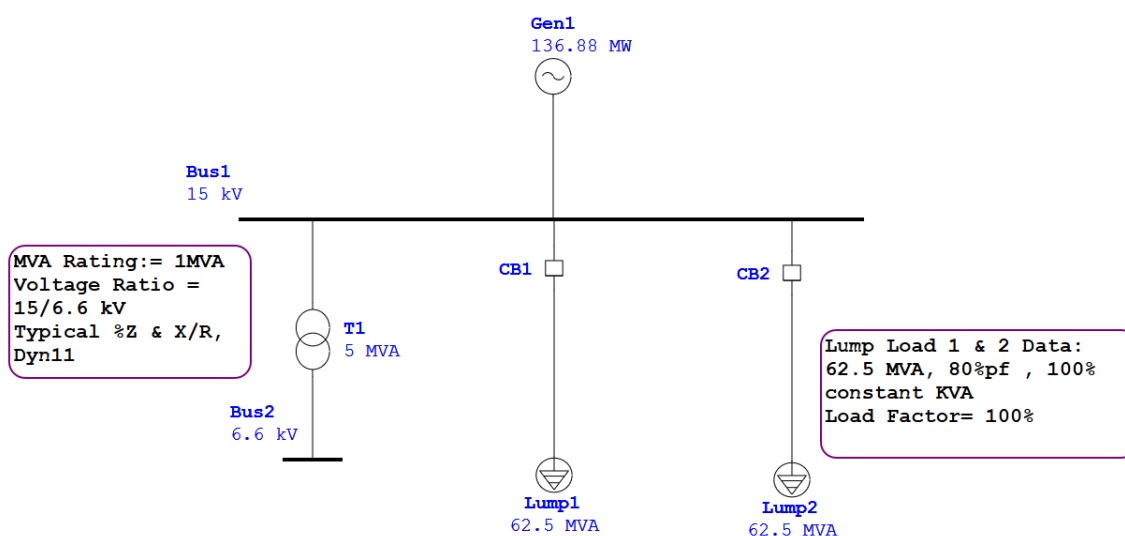 Gen1
136.88 MW
Bus1
15 kV
MVA Rating:= 1MVA
Voltage Ratio =
15/6.6 kV
Typical %Z & X/R,
Dyn11
T1
5 MVA
CB1
CB2
Lump Load 1 & 2 Data:
62.5 MVA, 80%pf , 100%
constant KVA
Load Factor= 100%
Bus2
6.6 kV
Lump1
62.5 MVA
Lump2
62.5 MVA